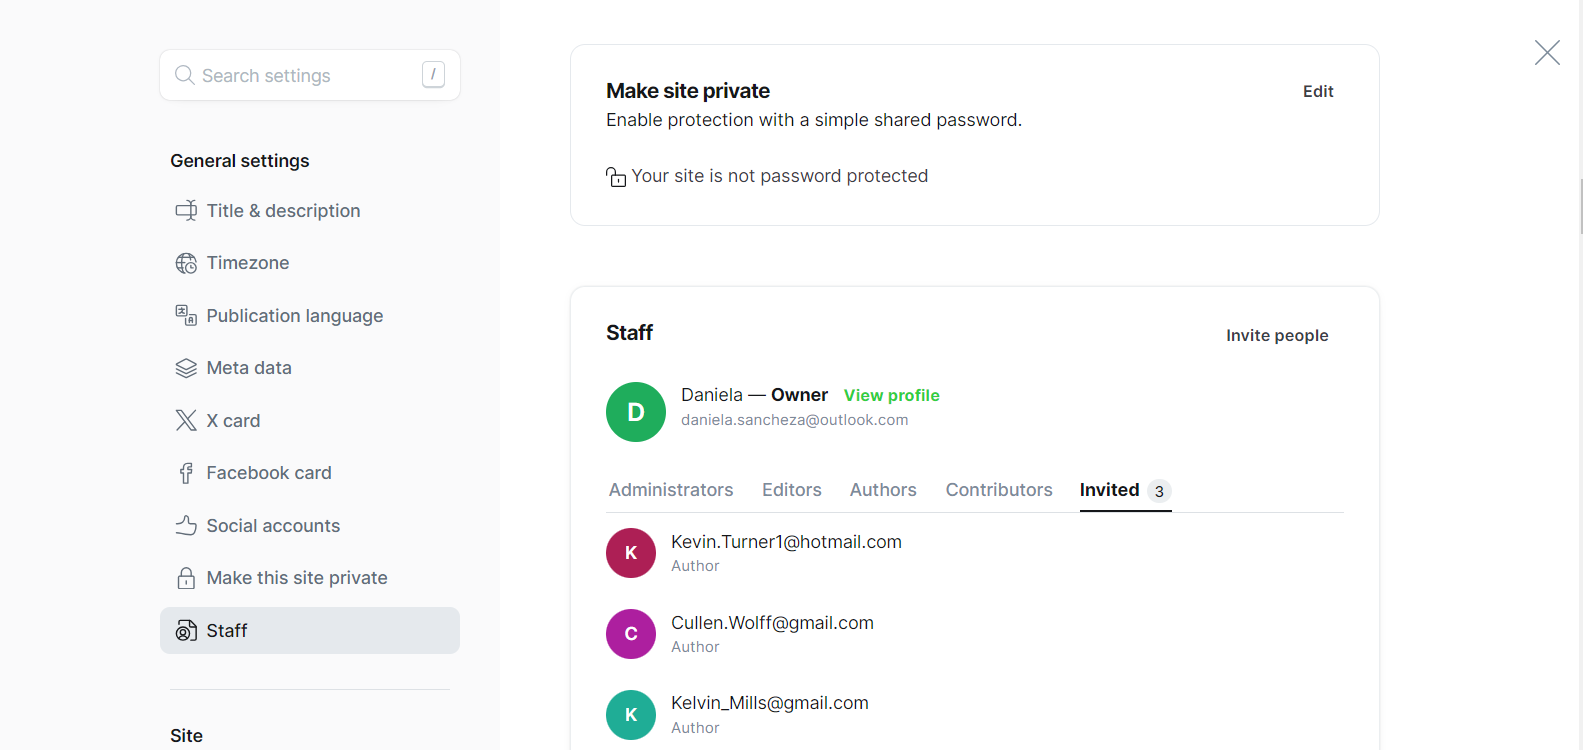 Search settings /
General settings
Title & description
Timezone
Publication language
Meta data
X card
Facebook card
Social accounts
Make this site private
Staff
Site
Make site private
Edit
Enable protection with a simple shared password.
Your site is not password protected
Staff
Invite people
D
Daniela — Owner View profile
daniela.sancheza@outlook.com
Administrators Editors Authors Contributors Invited 3
K
Kevin.Turner1@hotmail.com
Author
C
Cullen.Wolff@gmail.com
Author
K
Kelvin_Mills@gmail.com
Author